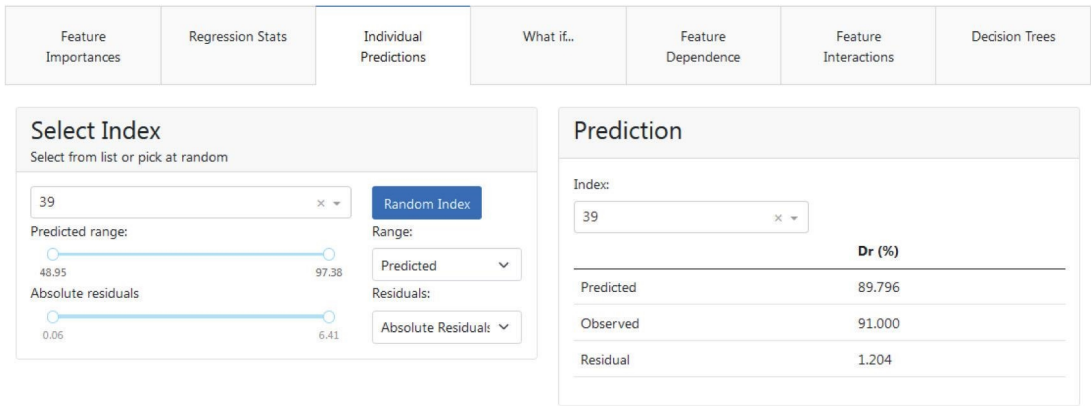 Feature
Importances
Regression Stats
Individual
Predictions
What if...
Feature
Dependence
Feature
Interactions
Decision Trees
Select Index
Select from list or pick at random
39
Random Index
Predicted range:
48.95
97.38
Range:
Predicted
Absolute residuals
0.06
6.41
Residuals:
Absolute Residuals
Prediction
Index:
39
Dr (%)
Predicted 89.796
Observed 91.000
Residual 1.204